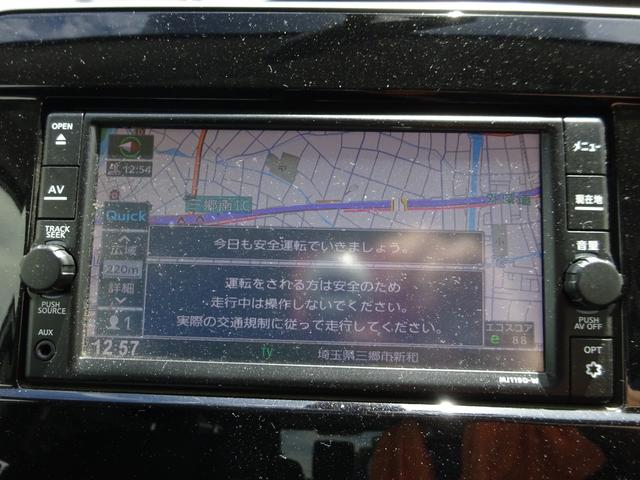 OPEN
AV
TRACK
SEEK
PUSH
SOURCE
AUX
12:54
Quick
広域
220m
詳細
1
12:57
三郷南IC
今日も安全運転でいきましょう。
運転をされる方は安全のため
走行中は操作しないでください。
実際の交通規制に従って走行してください。
TV
埼玉県三郷市新和
エコスコア
e 88
MJ119D-W
メニュー
現在地
音量
PUSH
AV OFF
OPT